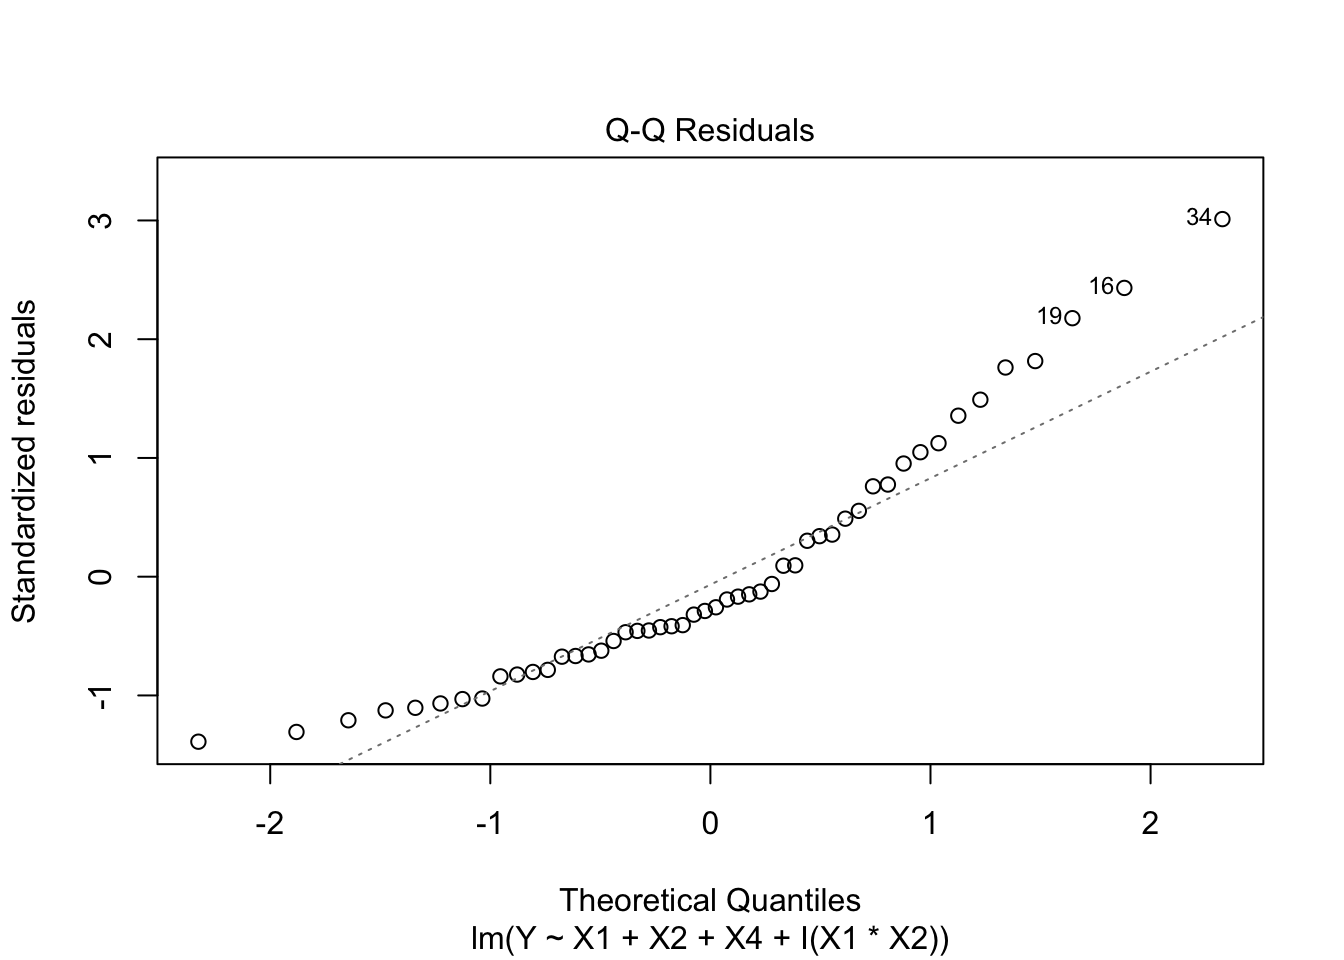 Q-Q Residuals
Standardized residuals
3
2
1
0
-1
34
16
19
-2 -1 0 1 2
Theoretical Quantiles
lm(Y ~ X1 + X2 + X4 + I(X1 * X2))